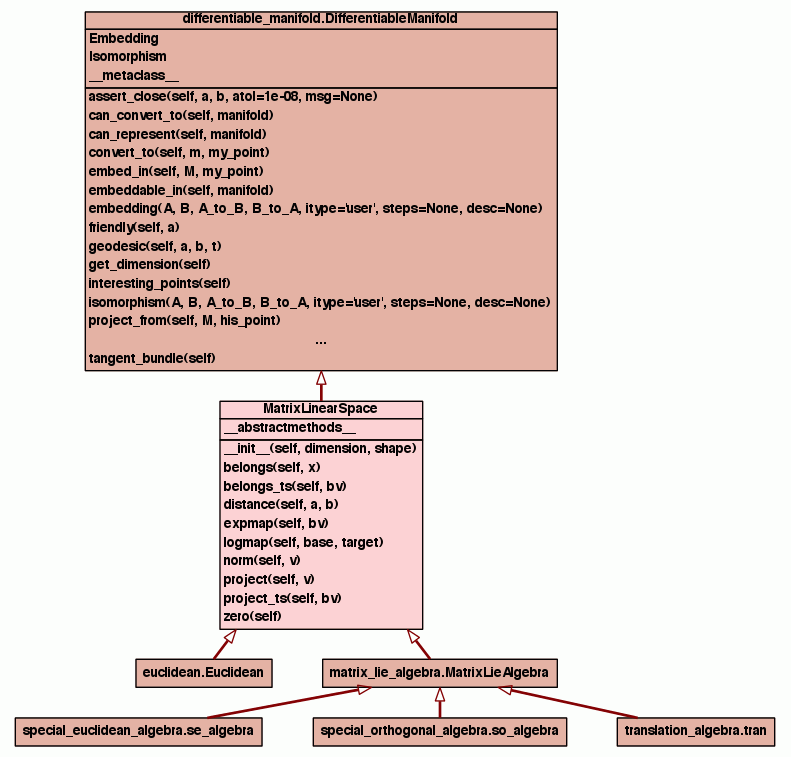 differentiable_manifold.DifferentiableManifold
Embedding
Isomorphism
__metaclass__
assert_close(self, a, b, atol=1e-08, msg=None)
can_convert_to(self, manifold)
can_represent(self, manifold)
convert_to(self, m, my_point)
embed_in(self, M, my_point)
embeddable_in(self, manifold)
embedding(A, B, A_to_B, B_to_A, itype='user', steps=None, desc=None)
friendly(self, a)
geodesic(self, a, b, t)
get_dimension(self)
interesting_points(self)
isomorphism(A, B, A_to_B, B_to_A, itype='user', steps=None, desc=None)
project_from(self, M, his_point)
...
tangent_bundle(self)
MatrixLinearSpace
__abstractmethods__
__init__(self, dimension, shape)
belongs(self, x)
belongs_ts(self, bv)
distance(self, a, b)
expmap(self, bv)
logmap(self, base, target)
norm(self, v)
project(self, v)
project_ts(self, bv)
zero(self)
euclidean.Euclidean
matrix_lie_algebra.MatrixLieAlgebra
special_euclidean_algebra.se_algebra
special_orthogonal_algebra.so_algebra
translation_algebra.tran